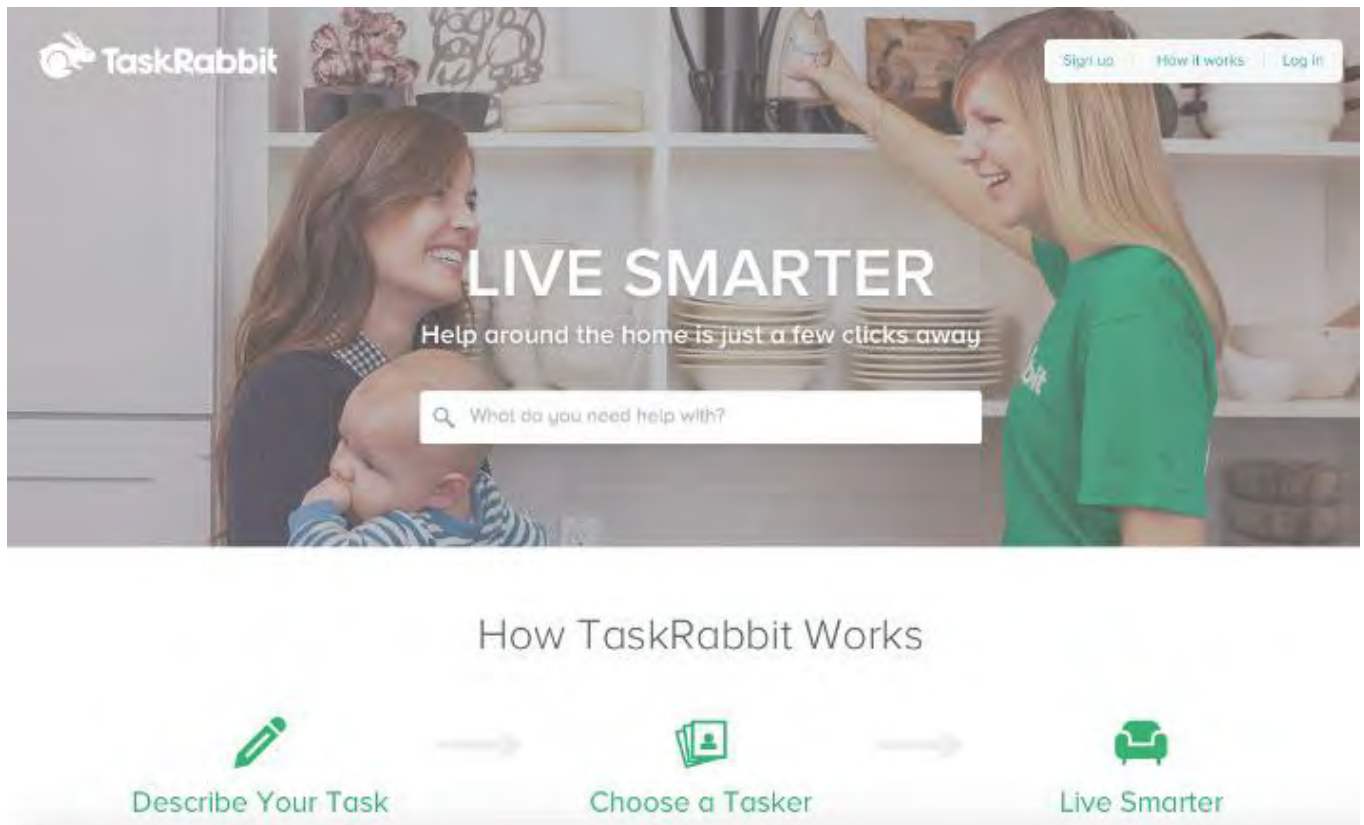 TaskRabbit
Sign up
How it works
Log in
LIVE SMARTER
Help around the home is just a few clicks away
What do you need help with?
How TaskRabbit Works
Describe Your Task
Choose a Tasker
Live Smarter